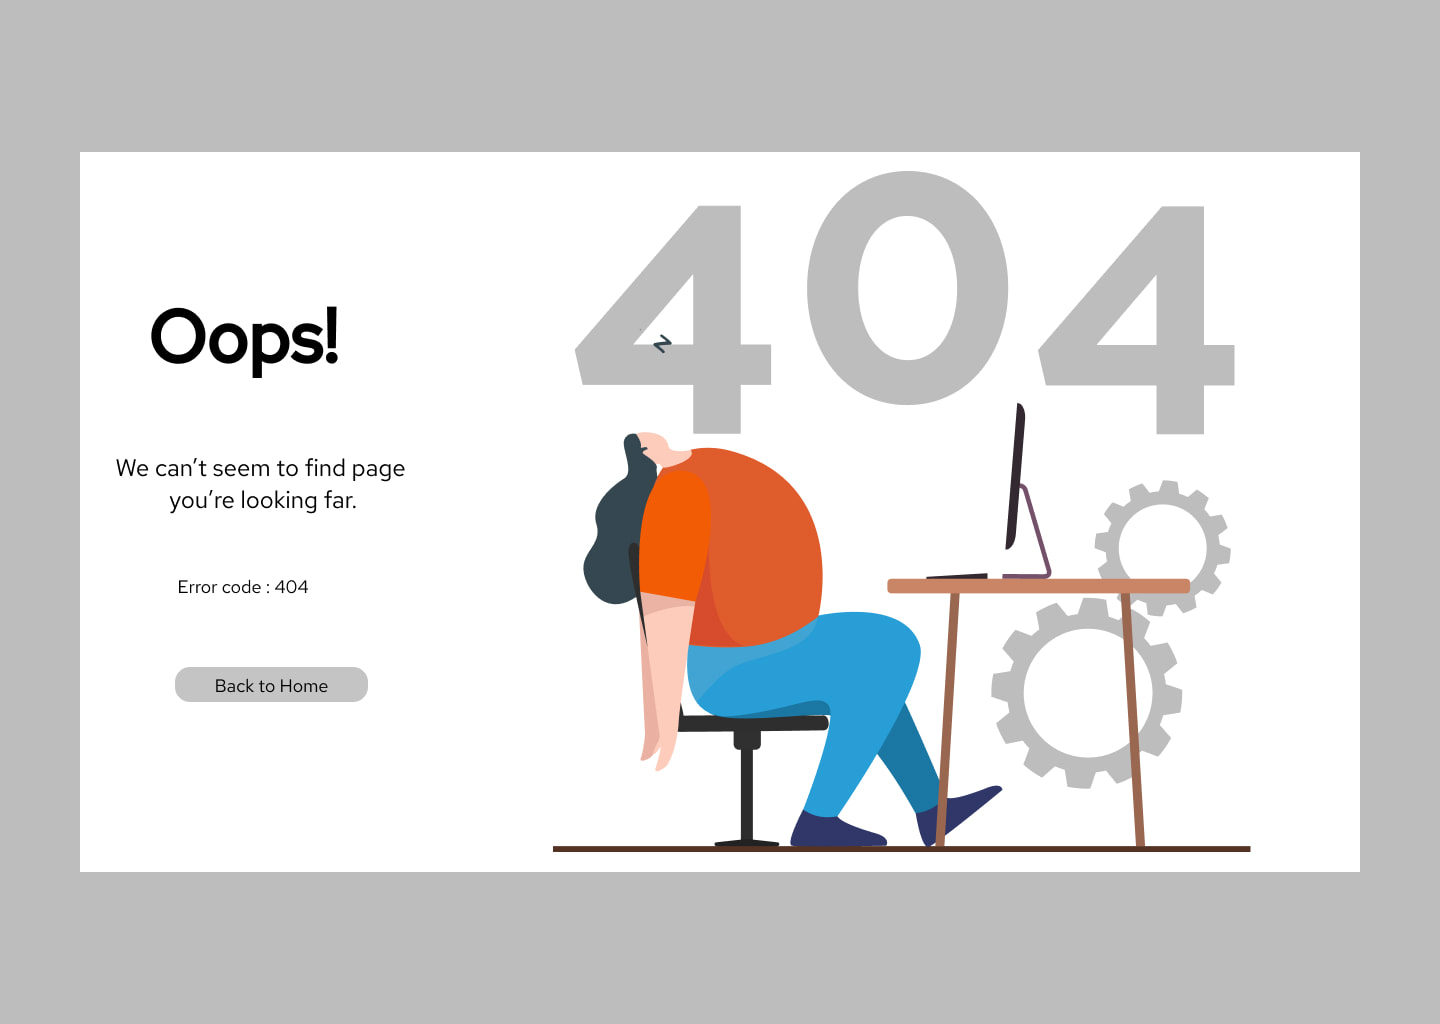 404
Oops!
z
We can’t seem to find page
you’re looking far.
Error code : 404
Back to Home